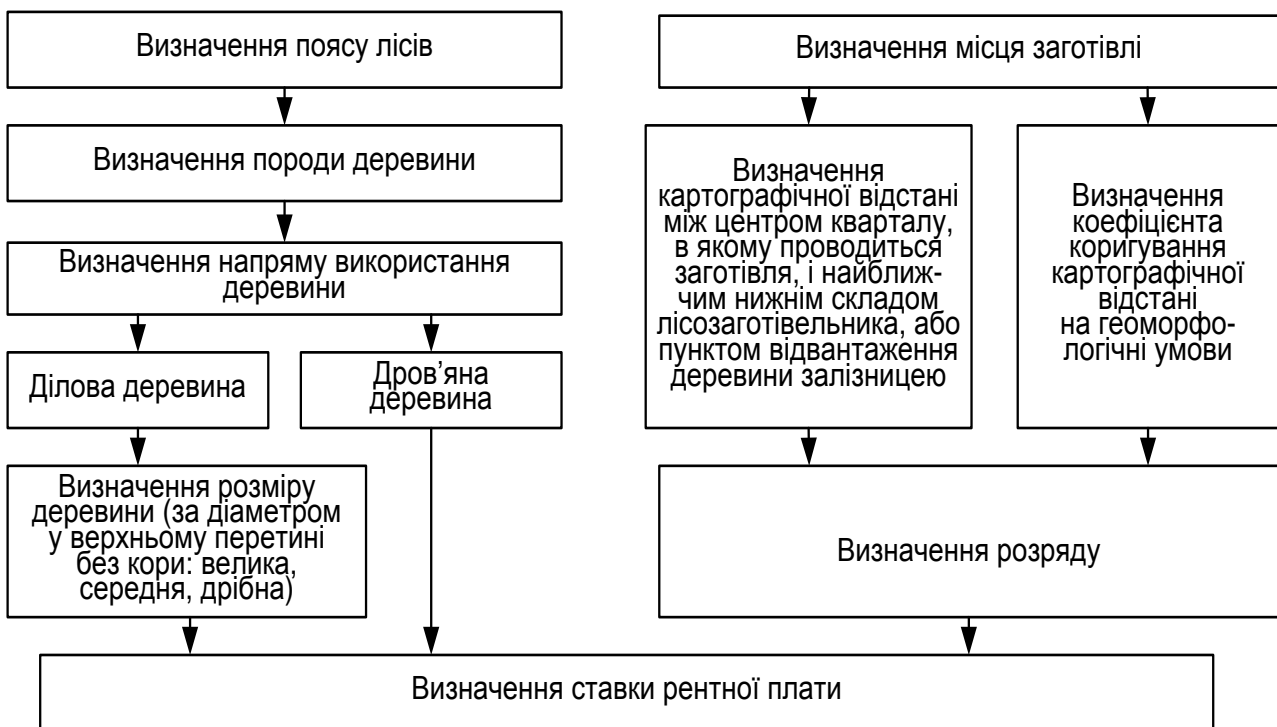 Визначення поясу лісів
Визначення породи деревини
Визначення напряму використання
деревини
Ділова деревина
Дров’яна
деревина
Визначення розміру
деревини (за діаметром
у верхньому перетині
без кори: велика,
середня, дрібна)
Визначення місця заготівлі
Визначення
картографічної відстані
між центром кварталу,
в якому проводиться
заготівля, і найближ-
чим нижнім складом
лісозаготівельника, або
пунктом відвантаження
деревини залізницею
Визначення
коефіцієнта
коригування
картографічної
відстані
на геоморфо-
логічні умови
Визначення розряду
Визначення ставки рентної плати